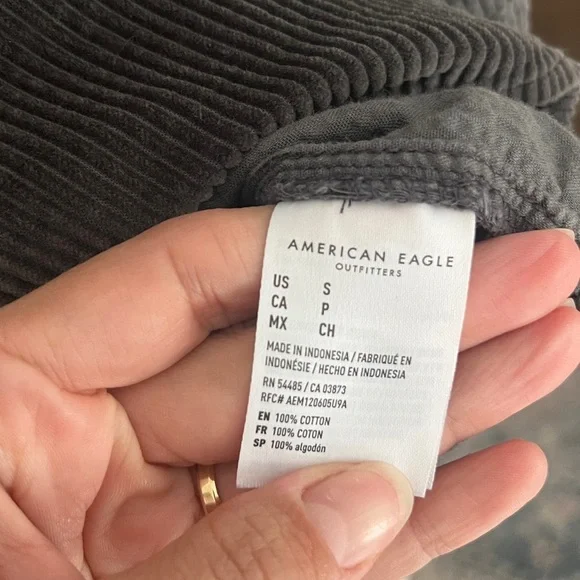 AMERICAN EAGLE
OUTFITTERS
US S
CA P
MX CH
MADE IN INDONESIA / FABRIQUÉ EN
INDONÉSIE / HECHO EN INDONESIA
RN 54485 / CA 03873
RFC# AEM120605U9A
EN 100% COTTON
FR 100% COTON
SP 100% algodón